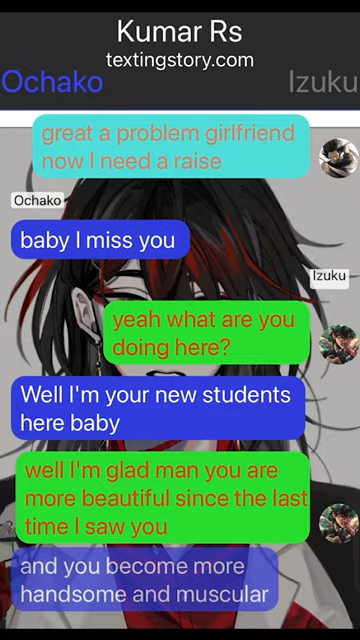 Kumar Rs
textingstory.com
Ochako
Izuku
great a problem girlfriend
now I need a raise
Ochako
baby I miss you
Izuku
yeah what are you
doing here?
Well I'm your new students
here baby
well I'm glad man you are
more beautiful since the last
time I saw you
and you become more
handsome and muscular